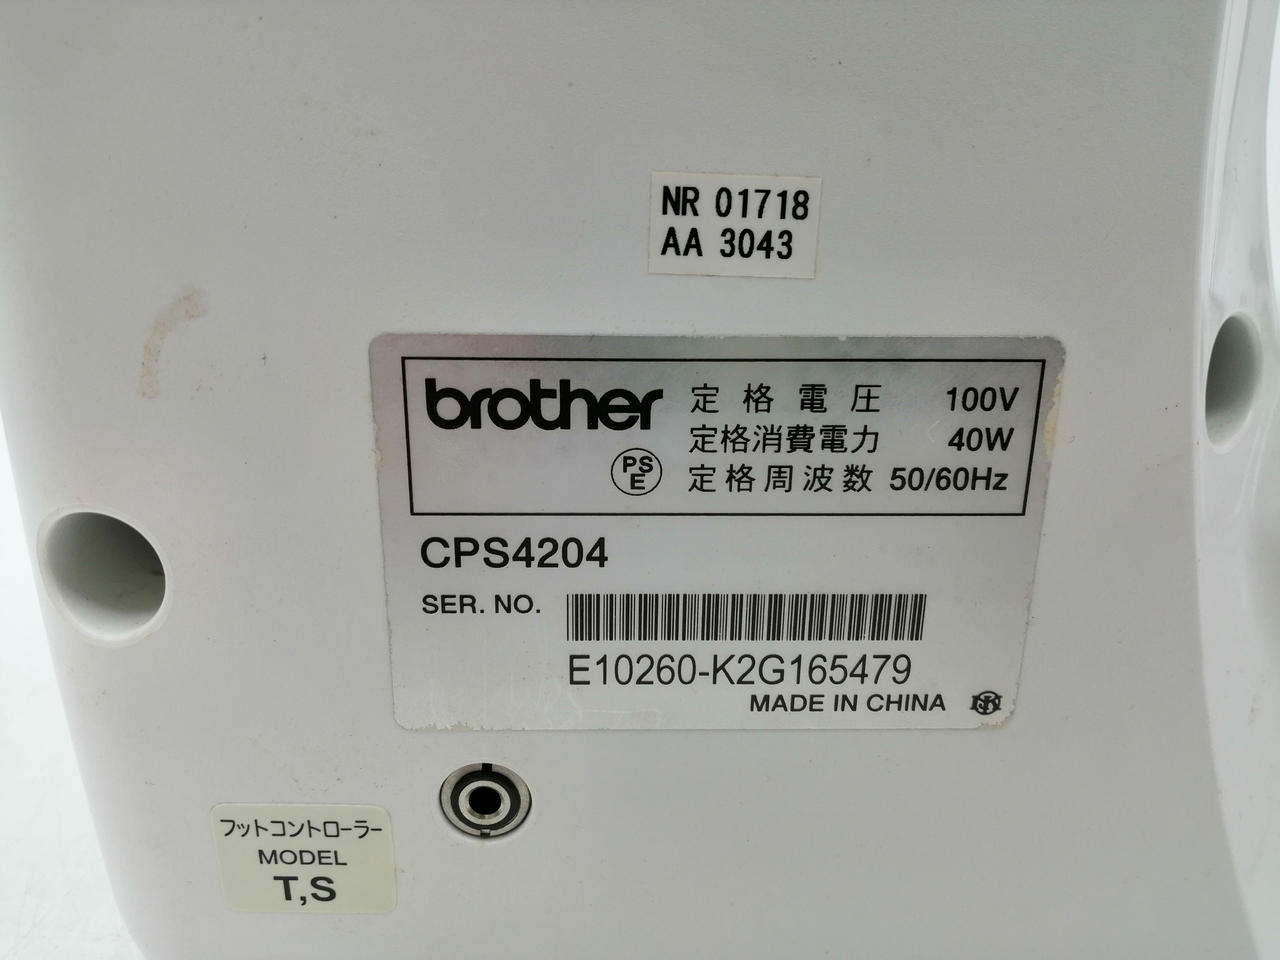 NR 01718
AA 3043
brother 定格電圧 100V
定格消費電力 40W
PS
E
定格周波数 50/60Hz
CPS4204
SER. NO.
E10260-K2G165479
MADE IN CHINA
フットコントローラー
MODEL
T,S